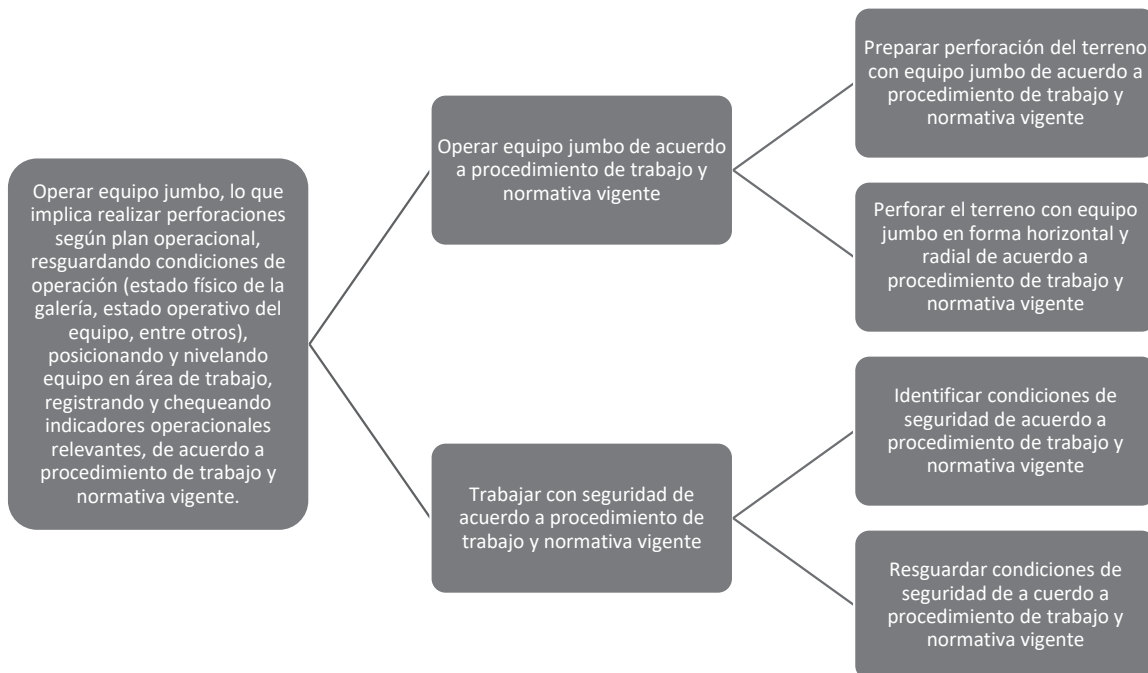 Operar equipo jumbo, lo que
implica realizar perforaciones
según plan operacional,
resguardando condiciones de
operación (estado físico de la
galería, estado operativo del
equipo, entre otros),
posicionando y nivelando
equipo en área de trabajo,
registrando y chequeando
indicadores operacionales
relevantes, de acuerdo a
procedimiento de trabajo y
normativa vigente.
Operar equipo jumbo de acuerdo
a procedimiento de trabajo y
normativa vigente
Preparar perforación del terreno
con equipo jumbo de acuerdo a
procedimiento de trabajo y
normativa vigente
Perforar el terreno con equipo
jumbo en forma horizontal y
radial de acuerdo a
procedimiento de trabajo y
normativa vigente
Trabajar con seguridad de
acuerdo a procedimiento de
trabajo y normativa vigente
Identificar condiciones de
seguridad de acuerdo a
procedimiento de trabajo y
normativa vigente
Resguardar condiciones de
seguridad de a cuerdo a
procedimiento de trabajo y
normativa vigente